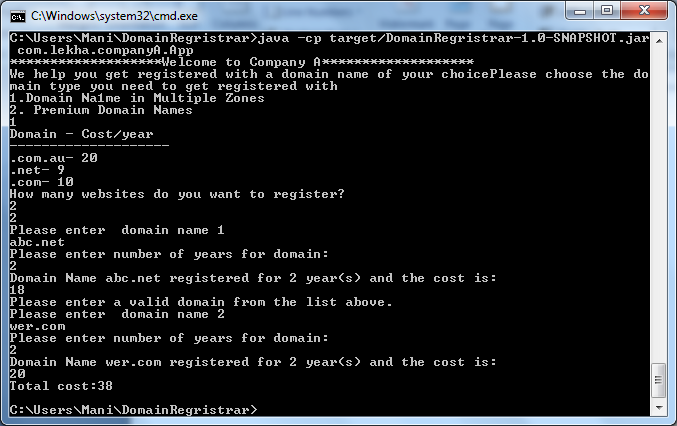 C:\Windows\system32\cmd.exe
C:\Users\Mani\DomainRegristrar>java -cp target/DomainRegristrar-1.0-SNAPSHOT.jar
com.lekha.companyA.App
*******************Welcome to Company A*******************
We help you get registered with a domain name of your choicePlease choose the do
main type you need to get registered with
1.Domain Na1me in Multiple Zones
2. Premium Domain Names
1
Domain - Cost/year
--------------------
.com.au- 20
.net- 9
.com- 10
How many websites do you want to register?
2
2
Please enter  domain name 1
abc.net
Please enter number of years for domain:
2
Domain Name abc.net registered for 2 year(s) and the cost is:
18
Please enter a valid domain from the list above.
Please enter  domain name 2
wer.com
Please enter number of years for domain:
2
Domain Name wer.com registered for 2 year(s) and the cost is:
20
Total cost:38
C:\Users\Mani\DomainRegristrar>